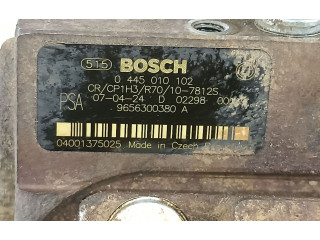 515 BOSCH
0 445 010 102
CR/CP1H3/R70/10-7812S
PSA 07-04-24 D 02298
9656300380 A
04001375025 Made in Czech